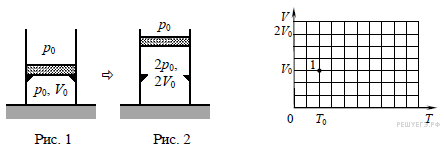 p₀
p₀, V₀
Рис. 1
⇨
p₀
2p₀,
2V₀
Рис. 2
V
2V₀
V₀
1
0
T₀
T
РЕШУЕГЭ.РФ